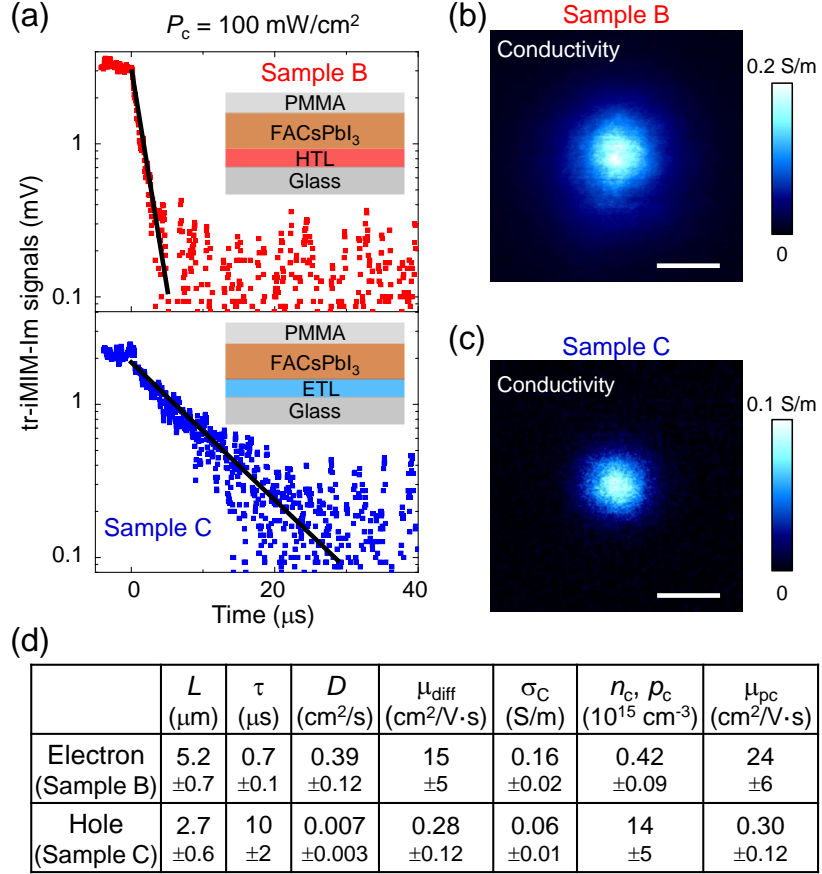 (a)
P_c = 100 mW/cm²
Sample B
PMMA
FACsPbI₃
HTL
Glass
1
0.1
tr-iMIM-Im signals (mV)
PMMA
FACsPbI₃
ETL
Glass
1
Sample C
0.1
0 20 40
Time (μs)
(b)
Sample B
Conductivity
0.2 S/m
0
(c)
Sample C
Conductivity
0.1 S/m
0
(d)
L (μm) τ (μs) D (cm²/s) μ_diff (cm²/V·s) σ_C (S/m) n_c, p_c (10¹⁵ cm⁻³) μ_pc (cm²/V·s)
Electron 5.2 0.7 0.39 15 0.16 0.42 24
(Sample B) ±0.7 ±0.1 ±0.12 ±5 ±0.02 ±0.09 ±6
Hole 2.7 10 0.007 0.28 0.06 14 0.30
(Sample C) ±0.6 ±2 ±0.003 ±0.12 ±0.01 ±5 ±0.12